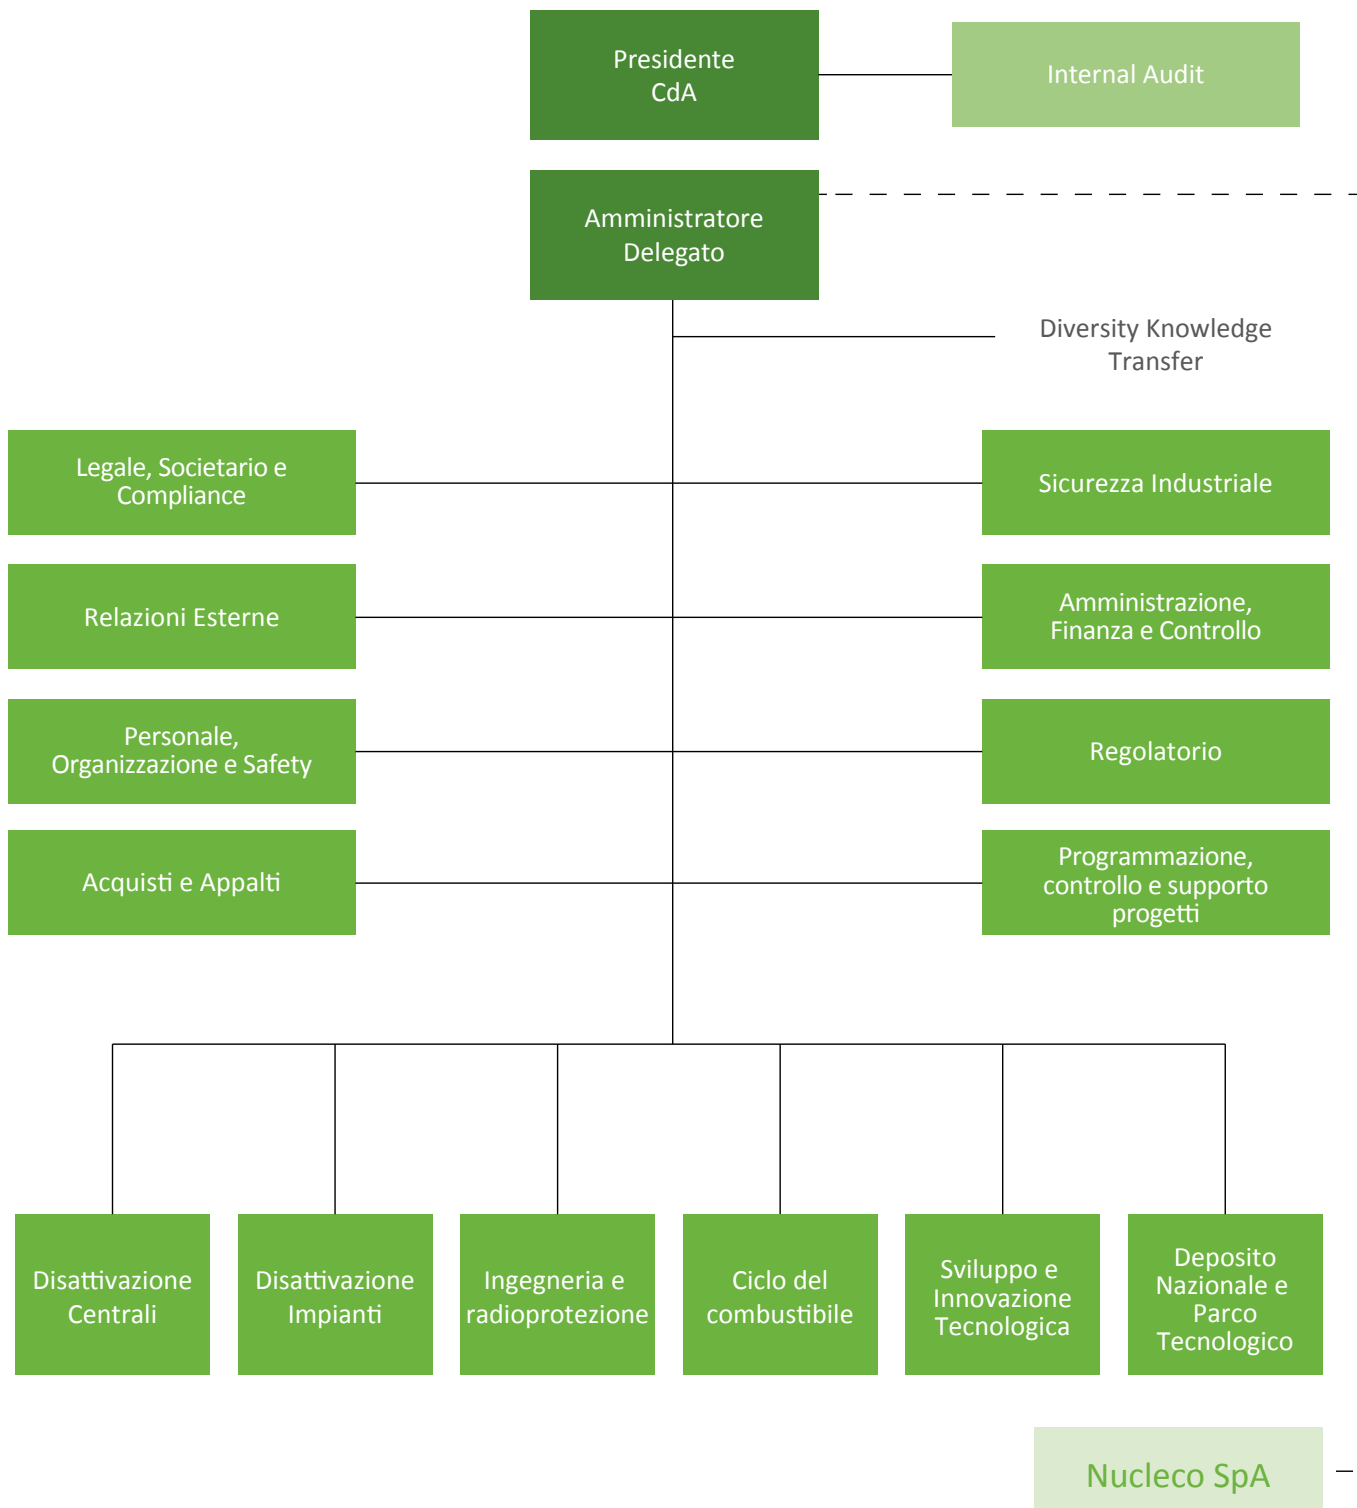 Presidente
CdA
Internal Audit
Amministratore
Delegato
Diversity Knowledge
Transfer
Legale, Societario e
Compliance
Sicurezza Industriale
Relazioni Esterne
Amministrazione,
Finanza e Controllo
Personale,
Organizzazione e Safety
Regolatorio
Acquisti e Appalti
Programmazione,
controllo e supporto
progetti
Disattivazione
Centrali
Disattivazione
Impianti
Ingegneria e
radioprotezione
Ciclo del
combustibile
Sviluppo e
Innovazione
Tecnologica
Deposito
Nazionale e
Parco
Tecnologico
Nucleco SpA